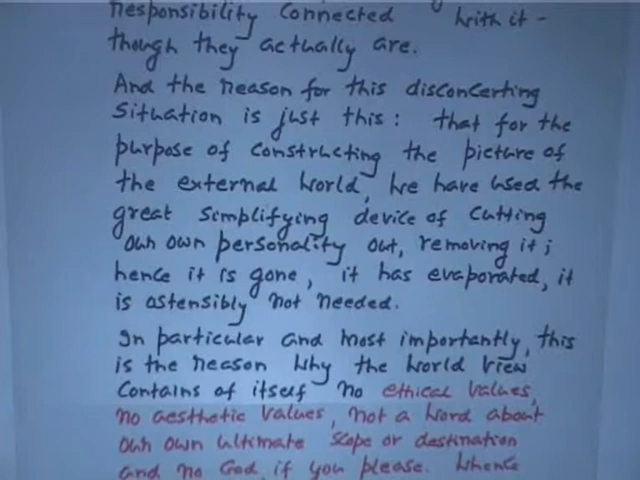 Responsibility connected with it -
though they actually are.
And the reason for this disconcerting
situation is just this: that for the
purpose of constructing the picture of
the external world, we have used the
great simplifying device of cutting
our own personality out, removing it;
hence it is gone, it has evaporated, it
is ostensibly not needed.
In particular and most importantly, this
is the reason why the world view
contains of itself no ethical values,
no aesthetic values, not a word about
our own ultimate scope or destination
and no God, if you please. Whence